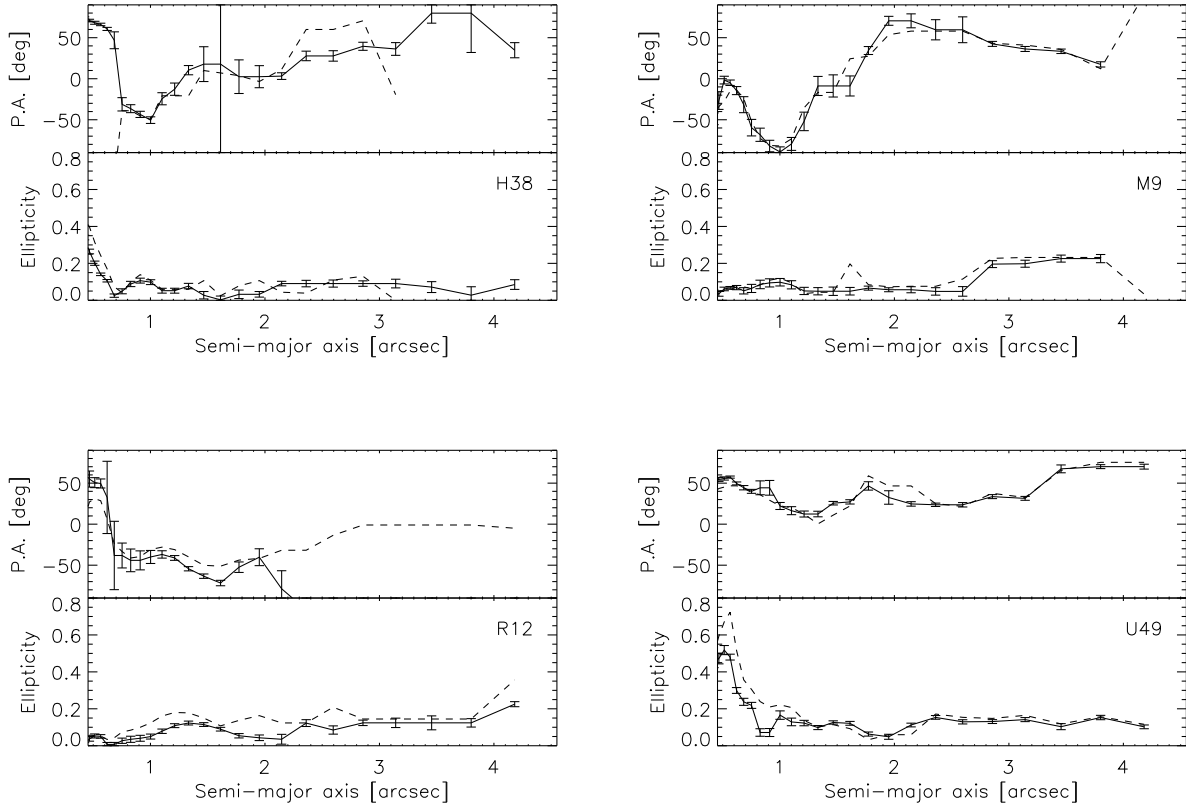 P.A. [deg]
50
0
−50
Ellipticity
0.8
0.6
0.4
0.2
0.0
H38
1 2 3 4
Semi−major axis [arcsec]
P.A. [deg]
50
0
−50
Ellipticity
0.8
0.6
0.4
0.2
0.0
M9
1 2 3 4
Semi−major axis [arcsec]
P.A. [deg]
50
0
−50
Ellipticity
0.8
0.6
0.4
0.2
0.0
R12
1 2 3 4
Semi−major axis [arcsec]
P.A. [deg]
50
0
−50
Ellipticity
0.8
0.6
0.4
0.2
0.0
U49
1 2 3 4
Semi−major axis [arcsec]